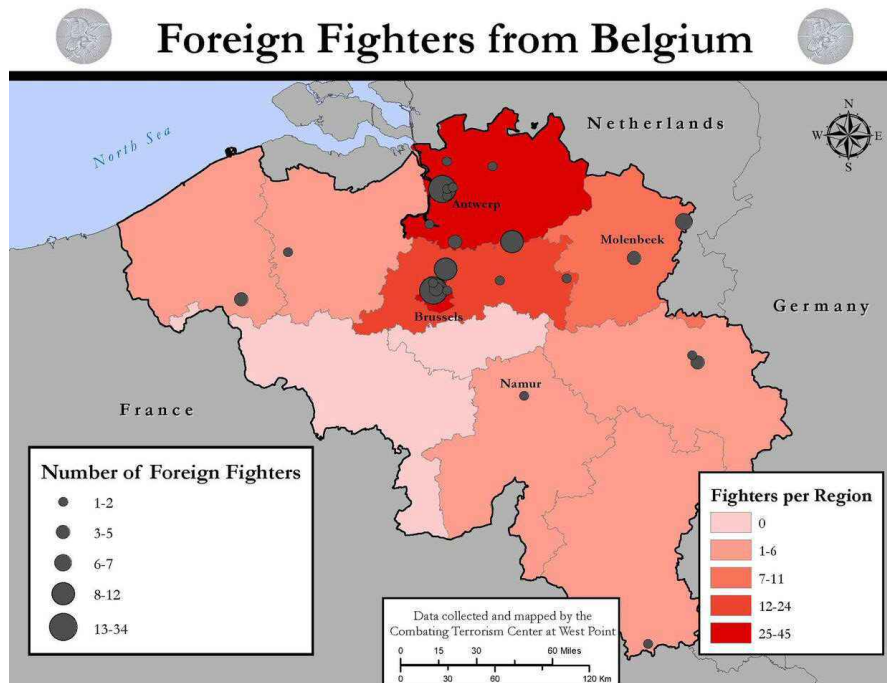 Foreign Fighters from Belgium
North Sea
Netherlands
N
W E
S
Antwerp
Molenbeek
Germany
Brussels
Namur
France
Number of Foreign Fighters
1-2
3-5
6-7
8-12
13-34
Fighters per Region
0
1-6
7-11
12-24
25-45
Data collected and mapped by the
Combating Terrorism Center at West Point
0 15 30 60 Miles
0 30 60 120 Km